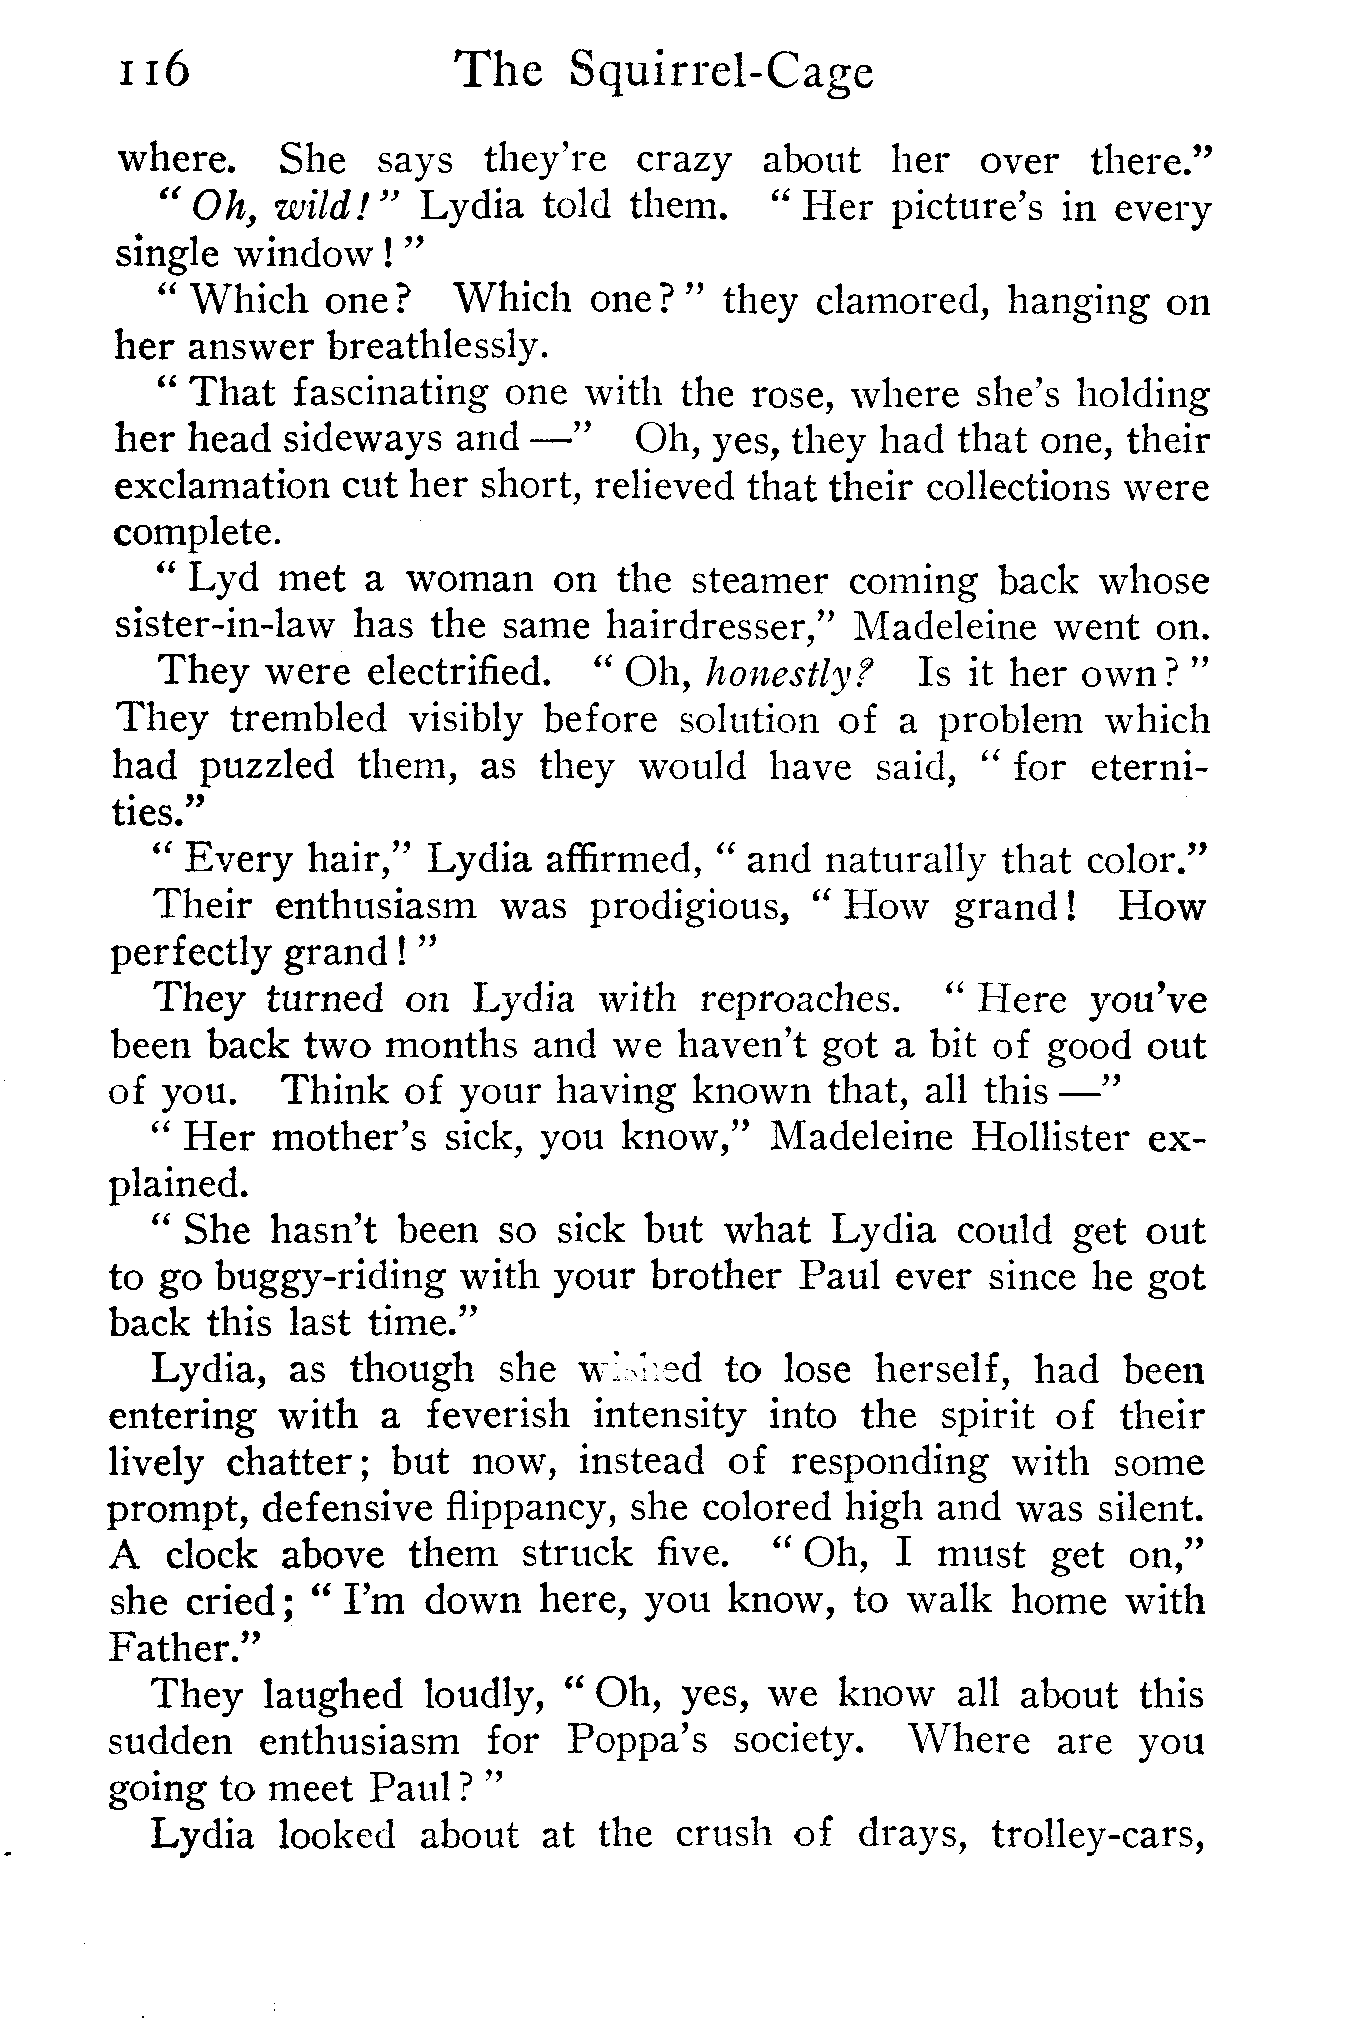 116 The Squirrel-Cage
where. She says they're crazy about her over there."
" Oh, wild! " Lydia told them. " Her picture's in every
single window ! "
" Which one? Which one? " they clamored, hanging on
her answer breathlessly.
" That fascinating one with the rose, where she's holding
her head sideways and —" Oh, yes, they had that one, their
exclamation cut her short, relieved that their collections were
complete.
" Lyd met a woman on the steamer coming back whose
sister-in-law has the same hairdresser," Madeleine went on.
They were electrified. " Oh, honestly? Is it her own? "
They trembled visibly before solution of a problem which
had puzzled them, as they would have said, " for eterni-
ties."
" Every hair," Lydia affirmed, " and naturally that color."
Their enthusiasm was prodigious, " How grand! How
perfectly grand ! "
They turned on Lydia with reproaches. " Here you've
been back two months and we haven't got a bit of good out
of you. Think of your having known that, all this —"
" Her mother's sick, you know," Madeleine Hollister ex-
plained.
" She hasn't been so sick but what Lydia could get out
to go buggy-riding with your brother Paul ever since he got
back this last time."
Lydia, as though she wished to lose herself, had been
entering with a feverish intensity into the spirit of their
lively chatter; but now, instead of responding with some
prompt, defensive flippancy, she colored high and was silent.
A clock above them struck five. " Oh, I must get on,"
she cried; " I'm down here, you know, to walk home with
Father."
They laughed loudly, " Oh, yes, we know all about this
sudden enthusiasm for Poppa's society. Where are you
going to meet Paul? "
Lydia looked about at the crush of drays, trolley-cars,